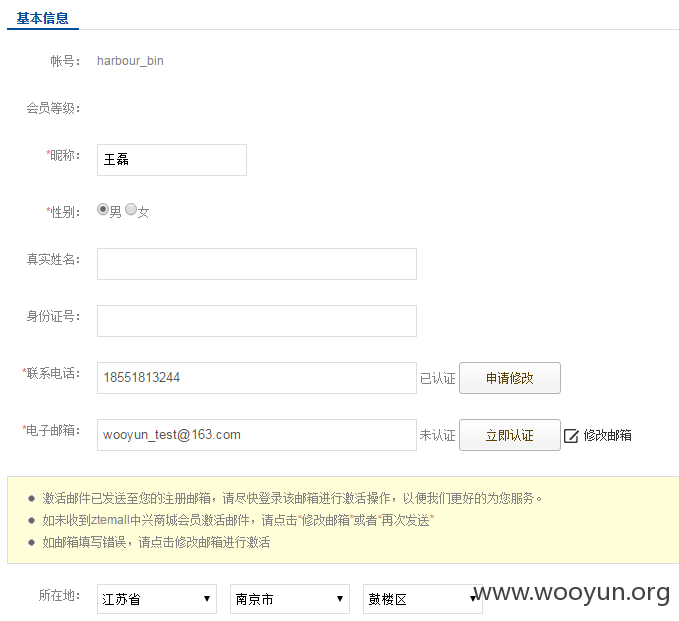 基本信息
帐号： harbour_bin
会员等级：
*昵称： 王磊
*性别： 男 女
真实姓名：
身份证号：
*联系电话： 18551813244 已认证 申请修改
*电子邮箱： wooyun_test@163.com 未认证 立即认证 修改邮箱
激活邮件已发送至您的注册邮箱，请尽快登录该邮箱进行激活操作，以便我们更好的为您服务。
如未收到ztemall中兴商城会员激活邮件，请点击“修改邮箱”或者“再次发送”
如邮箱填写错误，请点击修改邮箱进行激活
所在地： 江苏省 南京市 鼓楼区
www.wooyun.org